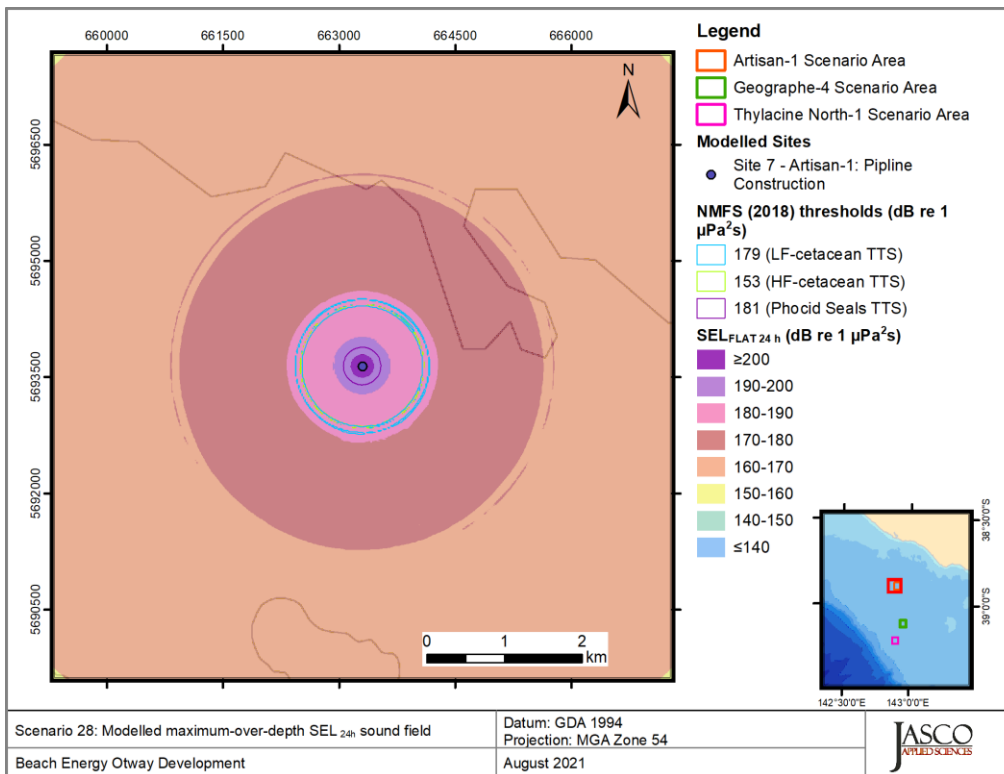 660000 661500 663000 664500 666000
5696500
5695000
5693500
5692000
5690500
N
0 1 2
km
Legend
Artisan-1 Scenario Area
Geographe-4 Scenario Area
Thylacine North-1 Scenario Area
Modelled Sites
Site 7 - Artisan-1: Pipline
Construction
NMFS (2018) thresholds (dB re 1
µPa²s)
179 (LF-cetacean TTS)
153 (HF-cetacean TTS)
181 (Phocid Seals TTS)
SELFLAT 24 h (dB re 1 µPa²s)
≥200
190-200
180-190
170-180
160-170
150-160
140-150
≤140
38°30'0"S
39°0'0"S
142°30'0"E 143°0'0"E
Scenario 28: Modelled maximum-over-depth SEL 24h sound field
Beach Energy Otway Development
Datum: GDA 1994
Projection: MGA Zone 54
August 2021
JASCO
APPLIED SCIENCES